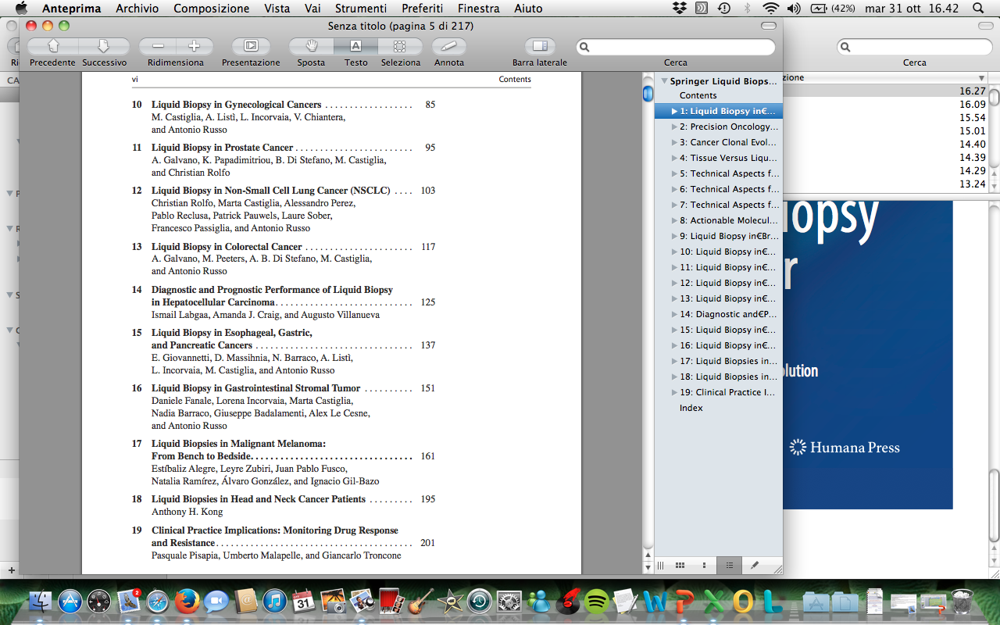 Anteprima Archivio Composizione Vista Vai Strumenti Preferiti Finestra Aiuto (42%) mar 31 ott 16.42
Senza titolo (pagina 5 di 217)
Precedente Successivo Ridimensiona Presentazione Sposta Testo Seleziona Annota Barra laterale Cerca
Cerca
vi Contents
10 Liquid Biopsy in Gynecological Cancers . . . . . . . . . . . . . . . . . . 85
M. Castiglia, A. Listì, L. Incorvaia, V. Chiantera,
and Antonio Russo
11 Liquid Biopsy in Prostate Cancer . . . . . . . . . . . . . . . . . . . . . . . . 95
A. Galvano, K. Papadimitriou, B. Di Stefano, M. Castiglia,
and Christian Rolfo
12 Liquid Biopsy in Non-Small Cell Lung Cancer (NSCLC) . . . . 103
Christian Rolfo, Marta Castiglia, Alessandro Perez,
Pablo Reclusa, Patrick Pauwels, Laure Sober,
Francesco Passiglia, and Antonio Russo
13 Liquid Biopsy in Colorectal Cancer . . . . . . . . . . . . . . . . . . . . . . 117
A. Galvano, M. Peeters, A. B. Di Stefano, M. Castiglia,
and Antonio Russo
14 Diagnostic and Prognostic Performance of Liquid Biopsy
in Hepatocellular Carcinoma . . . . . . . . . . . . . . . . . . . . . . . . . . . . 125
Ismail Labgaa, Amanda J. Craig, and Augusto Villanueva
15 Liquid Biopsy in Esophageal, Gastric,
and Pancreatic Cancers . . . . . . . . . . . . . . . . . . . . . . . . . . . . . . . . 137
E. Giovannetti, D. Massihnia, N. Barraco, A. Listì,
L. Incorvaia, M. Castiglia, and Antonio Russo
16 Liquid Biopsy in Gastrointestinal Stromal Tumor . . . . . . . . . . 151
Daniele Fanale, Lorena Incorvaia, Marta Castiglia,
Nadia Barraco, Giuseppe Badalamenti, Alex Le Cesne,
and Antonio Russo
17 Liquid Biopsies in Malignant Melanoma:
From Bench to Bedside. . . . . . . . . . . . . . . . . . . . . . . . . . . . . . . . 161
Estíbaliz Alegre, Leyre Zubiri, Juan Pablo Fusco,
Natalia Ramírez, Álvaro González, and Ignacio Gil-Bazo
18 Liquid Biopsies in Head and Neck Cancer Patients . . . . . . . . . 195
Anthony H. Kong
19 Clinical Practice Implications: Monitoring Drug Response
and Resistance . . . . . . . . . . . . . . . . . . . . . . . . . . . . . . . . . . . . . . . 201
Pasquale Pisapia, Umberto Malapelle, and Giancarlo Troncone
Springer Liquid Biops...
Contents
1: Liquid Biopsy in€...
2: Precision Oncology...
3: Cancer Clonal Evol...
4: Tissue Versus Liqu...
5: Technical Aspects f...
6: Technical Aspects f...
7: Technical Aspects f...
8: Actionable Molecul...
9: Liquid Biopsy in€Br...
10: Liquid Biopsy in€...
11: Liquid Biopsy in€...
12: Liquid Biopsy in€...
13: Liquid Biopsy in€...
14: Diagnostic and€P...
15: Liquid Biopsy in€...
16: Liquid Biopsy in€...
17: Liquid Biopsies in...
18: Liquid Biopsies in...
19: Clinical Practice I...
Index
zione
16.27
16.09
15.54
15.01
14.40
14.39
14.29
13.24
iopsy
r
olution
Humana Press
CA
31
2